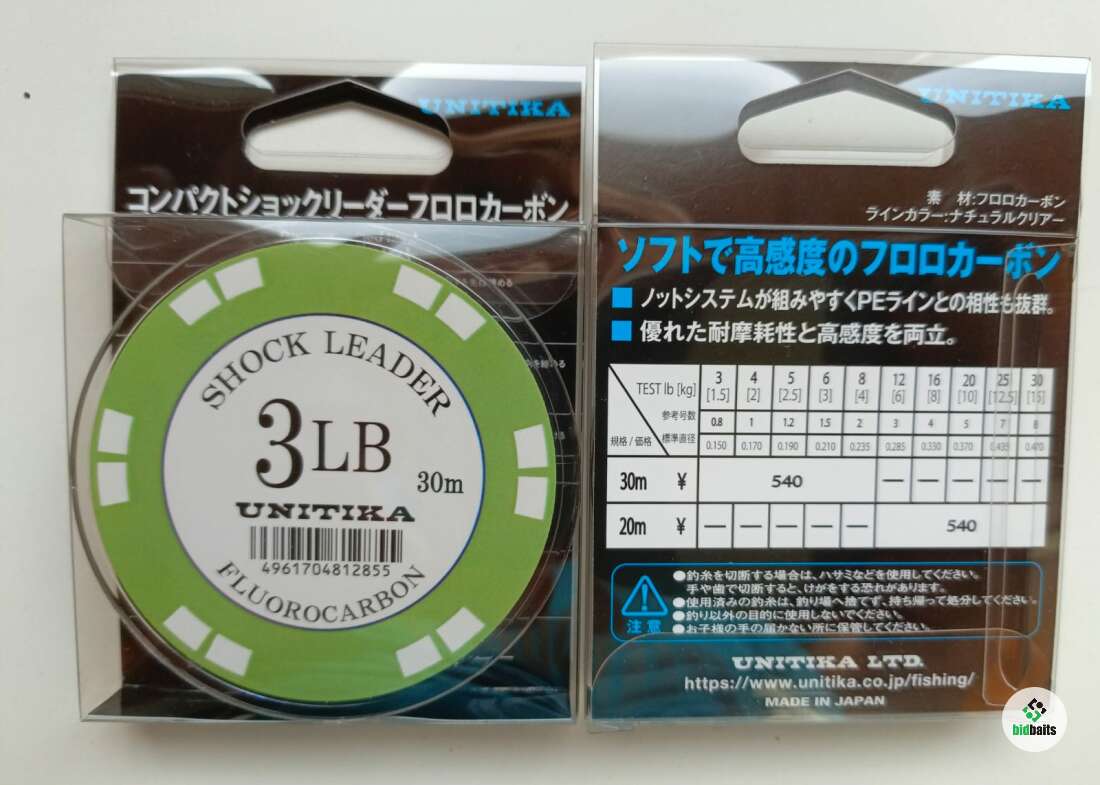 UNITIKA
コンパクトショックリーダーフロロカーボン
SHOCK LEADER
3LB
30m
UNITIKA
4961704812855
FLUOROCARBON
UNITIKA
素 材:フロロカーボン
ラインカラー:ナチュラルクリアー
ソフトで高感度のフロロカーボン
■ ノットシステムが組みやすくPEラインとの相性も抜群。
■ 優れた耐摩耗性と高感度を両立。
TEST lb [kg] 3 [1.5] 4 [2] 5 [2.5] 6 [3] 8 [4] 12 [6] 16 [8] 20 [10] 25 [12.5] 30 [15]
参考号数 0.8 1 1.2 1.5 2 3 4 5 7 8
規格 / 価格 標準直径 0.150 0.170 0.190 0.210 0.235 0.285 0.330 0.370 0.435 0.470
30m ¥ 540 — — — — —
20m ¥ — — — — — 540
●釣糸を切断する場合は、ハサミなどを使用してください。
手や歯で切断すると、けがをする恐れがあります。
●使用済みの釣糸は、釣り場へ捨てず、持ち帰って処分してください。
●釣り以外の目的に使用しないでください。
●お子様の手の届かない所に保管してください。
注意
UNITIKA LTD.
https://www.unitika.co.jp/fishing/
MADE IN JAPAN
bidbaits